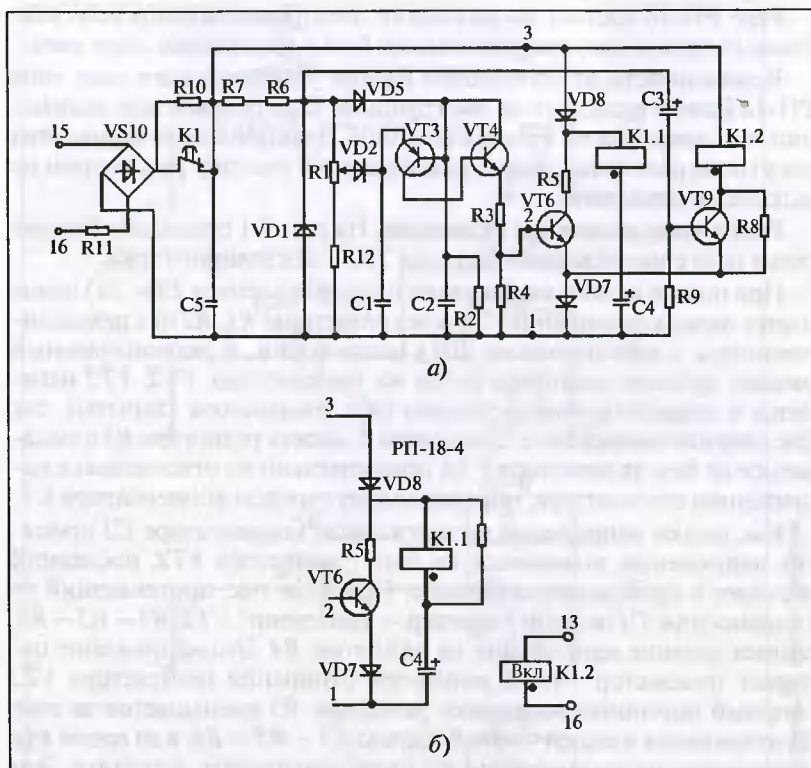 3
R10
R7
R6
VD5
VD8
C3
+
15
VS10
K1
VD2
VT3
VT4
K1.1
K1.2
R1
R5
R3
VT6
2
VT9
R8
16
R11
VD1
R12
+
C5
C1
C2
R2
R4
VD7
C4
R9
1
а)
3
РП-18-4
VD8
R5
K1.1
VT6
2
13
Вкл
K1.2
VD7
C4
+
1
16
б)